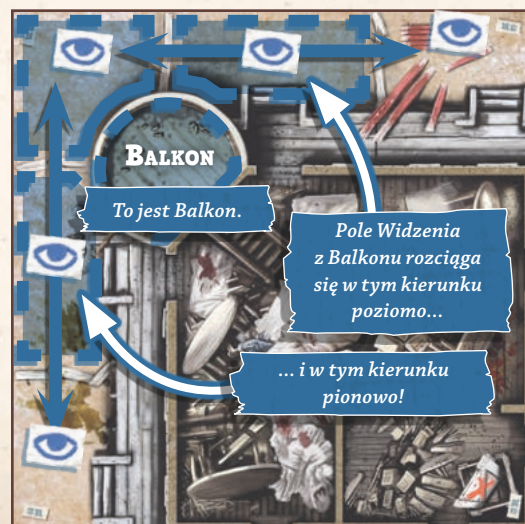 BALKON
To jest Balkon.
Pole Widzenia
z Balkonu rozciąga
się w tym kierunku
poziomo...
... i w tym kierunku
pionowo!